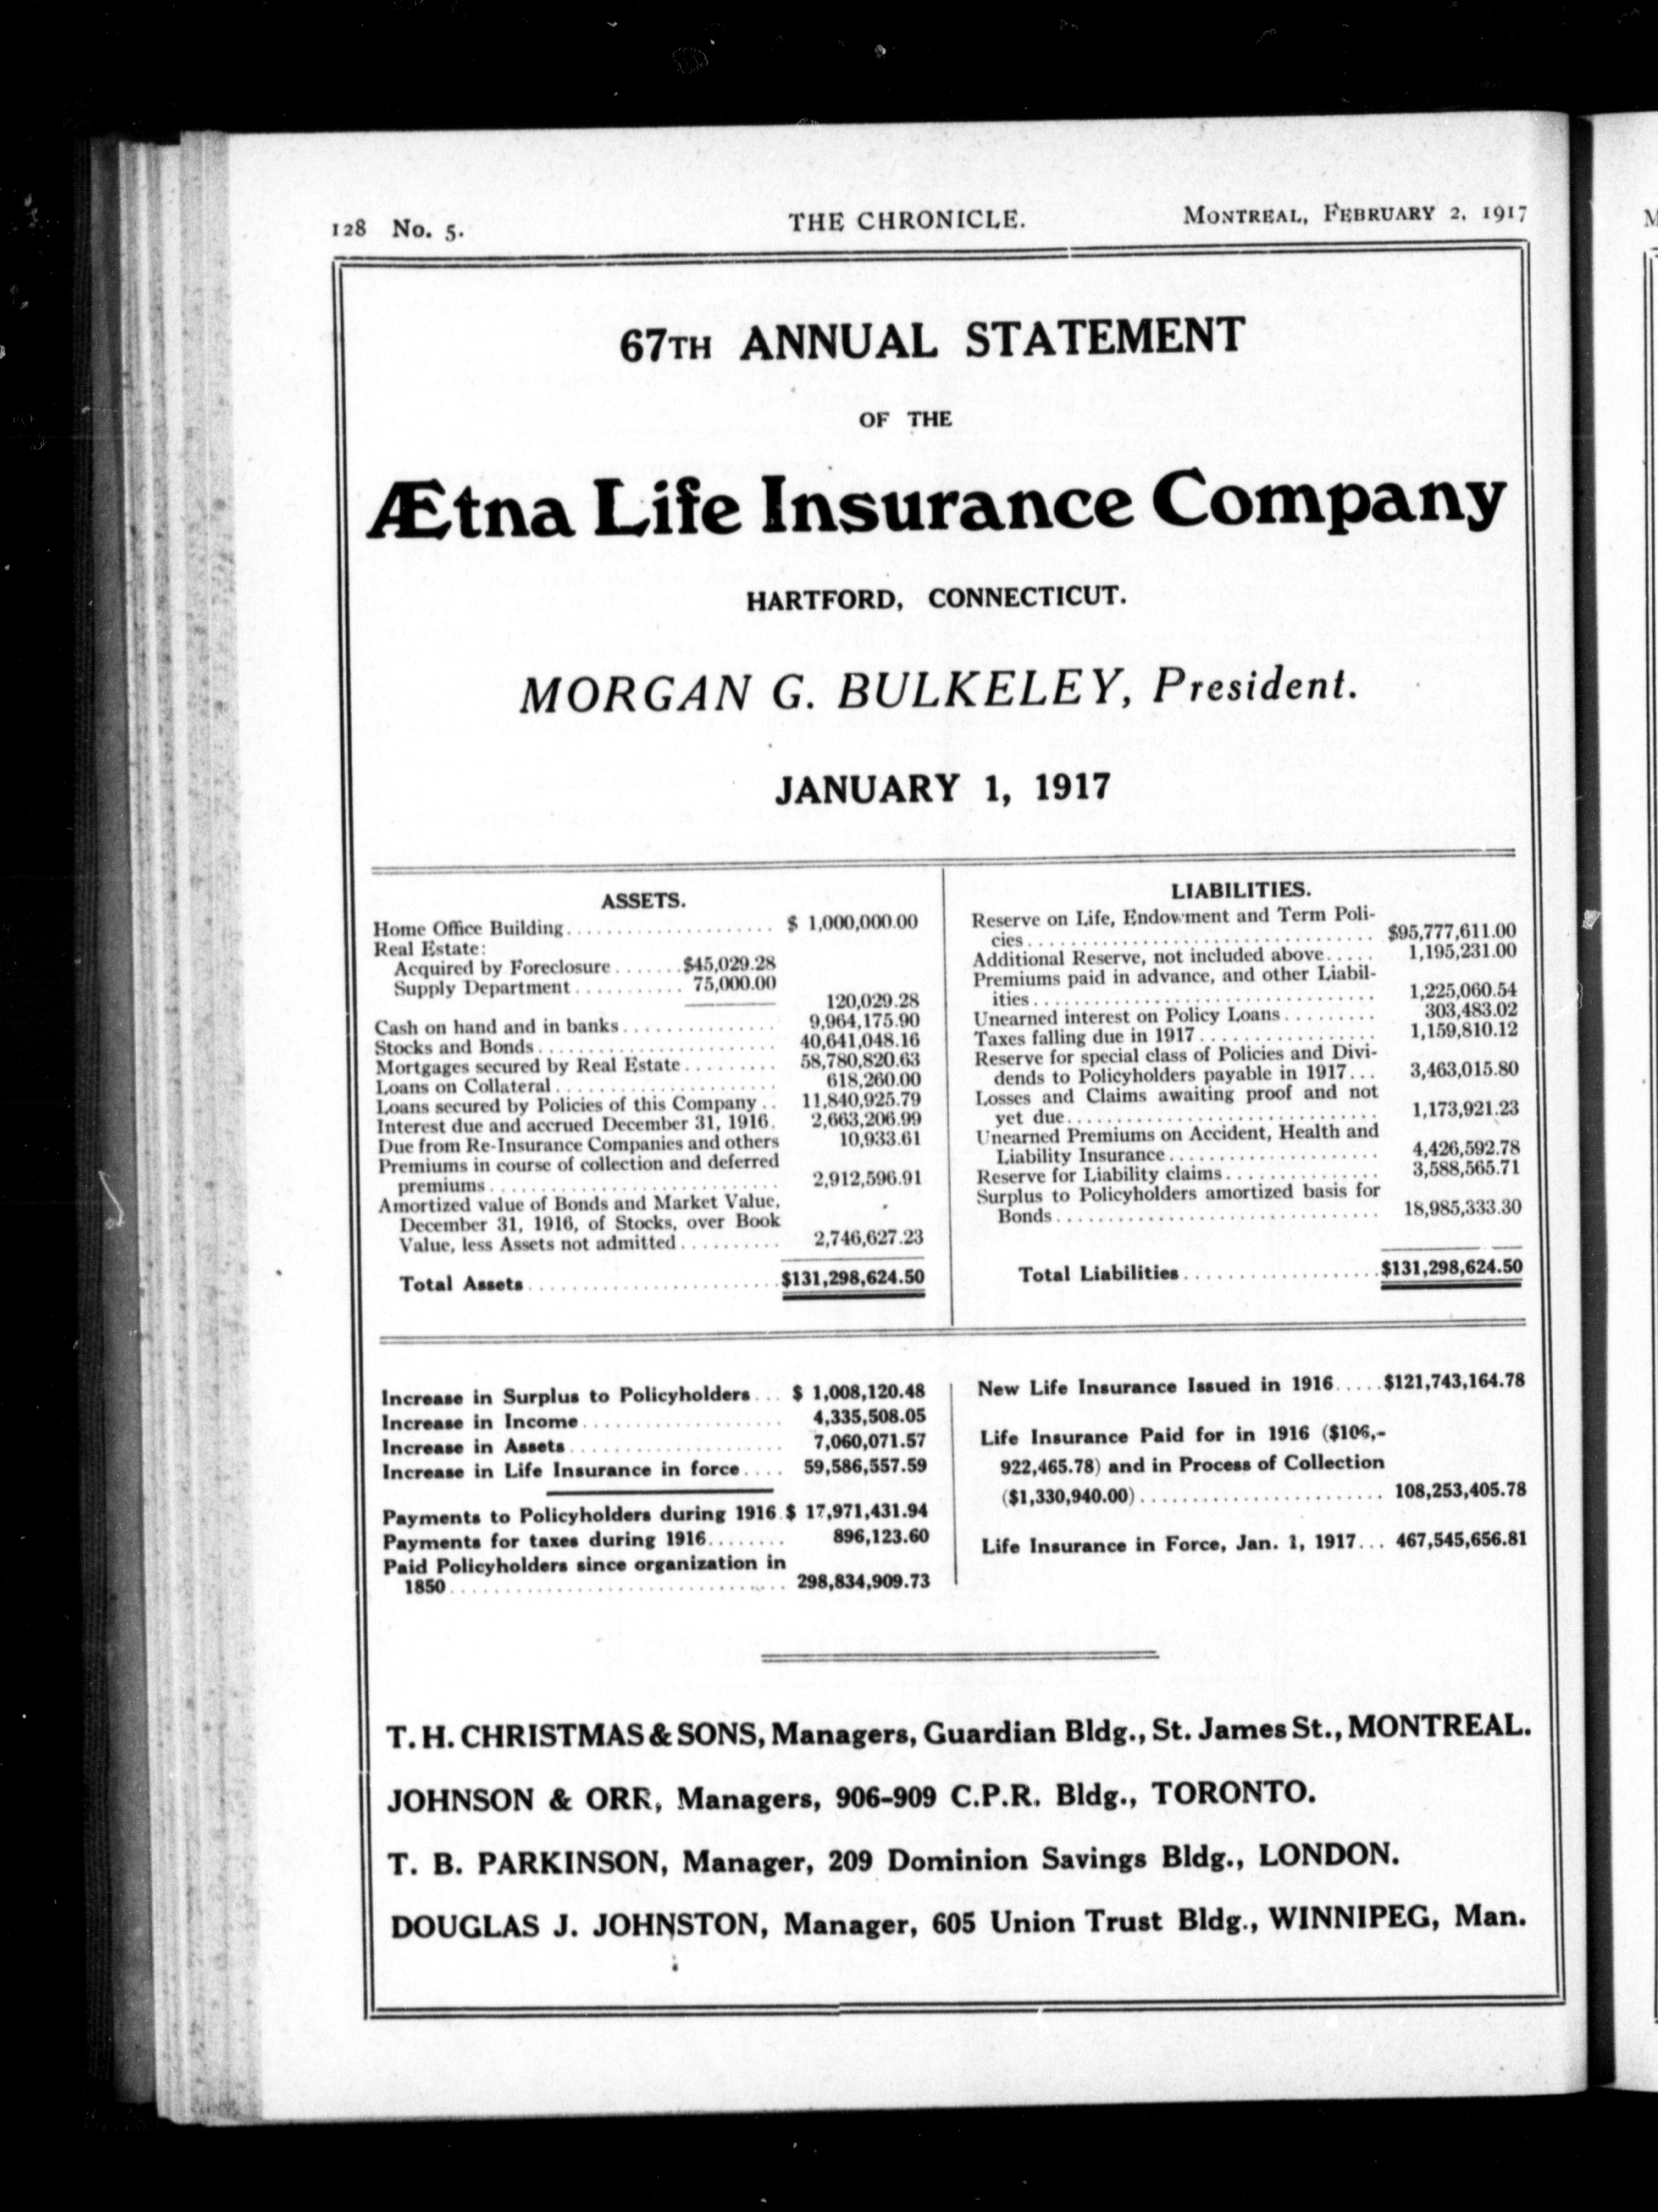 128 No. 5. THE CHRONICLE. MONTREAL, FEBRUARY 2, 1917
67TH ANNUAL STATEMENT
OF THE
ÆTna Life Insurance Company
HARTFORD, CONNECTICUT.
MORGAN G. BULKELEY, President.
JANUARY 1, 1917
ASSETS.
Home Office Building..................... $ 1,000,000.00
Real Estate:
Acquired by Foreclosure.......$45,029.28
Supply Department........... 75,000.00
120,029.28
Cash on hand and in banks............... 9,964,175.90
Stocks and Bonds........................ 40,641,048.16
Mortgages secured by Real Estate......... 58,780,820.63
Loans on Collateral...................... 618,260.00
Loans secured by Policies of this Company.. 11,840,925.79
Interest due and accrued December 31, 1916. 2,663,206.99
Due from Re-Insurance Companies and others 10,933.61
Premiums in course of collection and deferred
premiums............................. 2,912,596.91
Amortized value of Bonds and Market Value,
December 31, 1916, of Stocks, over Book
Value, less Assets not admitted.......... 2,746,627.23
Total Assets.........................$131,298,624.50
LIABILITIES.
Reserve on Life, Endowment and Term Poli-
cies.................................. $95,777,611.00
Additional Reserve, not included above..... 1,195,231.00
Premiums paid in advance, and other Liabil-
ities................................. 1,225,060.54
Unearned interest on Policy Loans......... 303,483.02
Taxes falling due in 1917................. 1,159,810.12
Reserve for special class of Policies and Divi-
dends to Policyholders payable in 1917... 3,463,015.80
Losses and Claims awaiting proof and not
yet due............................... 1,173,921.23
Unearned Premiums on Accident, Health and
Liability Insurance..................... 4,426,592.78
Reserve for Liability claims............... 3,588,565.71
Surplus to Policyholders amortized basis for
Bonds................................ 18,985,333.30
Total Liabilities...................$131,298,624.50
Increase in Surplus to Policyholders... $ 1,008,120.48
Increase in Income.................... 4,335,508.05
Increase in Assets..................... 7,060,071.57
Increase in Life Insurance in force.... 59,586,557.59
Payments to Policyholders during 1916.$ 17,971,431.94
Payments for taxes during 1916........ 896,123.60
Paid Policyholders since organization in
1850.................................. 298,834,909.73
New Life Insurance Issued in 1916.....$121,743,164.78
Life Insurance Paid for in 1916 ($106,-
922,465.78) and in Process of Collection
($1,330,940.00)........................ 108,253,405.78
Life Insurance in Force, Jan. 1, 1917... 467,545,656.81
T. H. CHRISTMAS & SONS, Managers, Guardian Bldg., St. James St., MONTREAL.
JOHNSON & ORR, Managers, 906-909 C.P.R. Bldg., TORONTO.
T. B. PARKINSON, Manager, 209 Dominion Savings Bldg., LONDON.
DOUGLAS J. JOHNSTON, Manager, 605 Union Trust Bldg., WINNIPEG, Man.